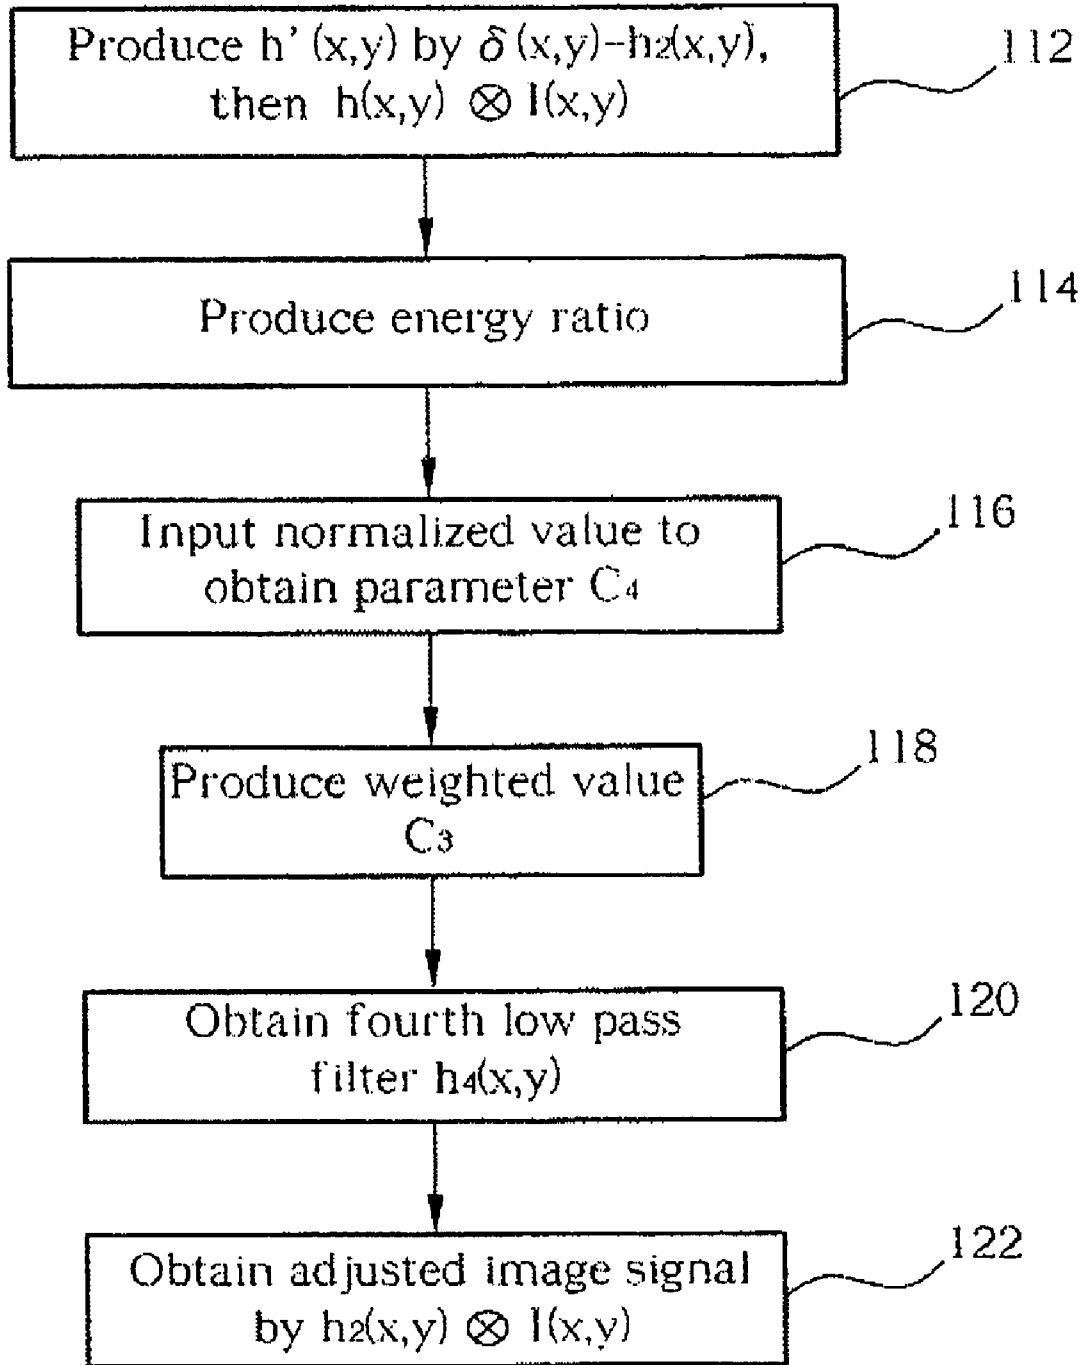 Produce h'(x,y) by δ(x,y)-h₂(x,y),
then h(x,y) ⊗ I(x,y)
112
Produce energy ratio
114
Input normalized value to
obtain parameter C₄
116
Produce weighted value
C₃
118
Obtain fourth low pass
filter h₄(x,y)
120
Obtain adjusted image signal
by h₂(x,y) ⊗ I(x,y)
122